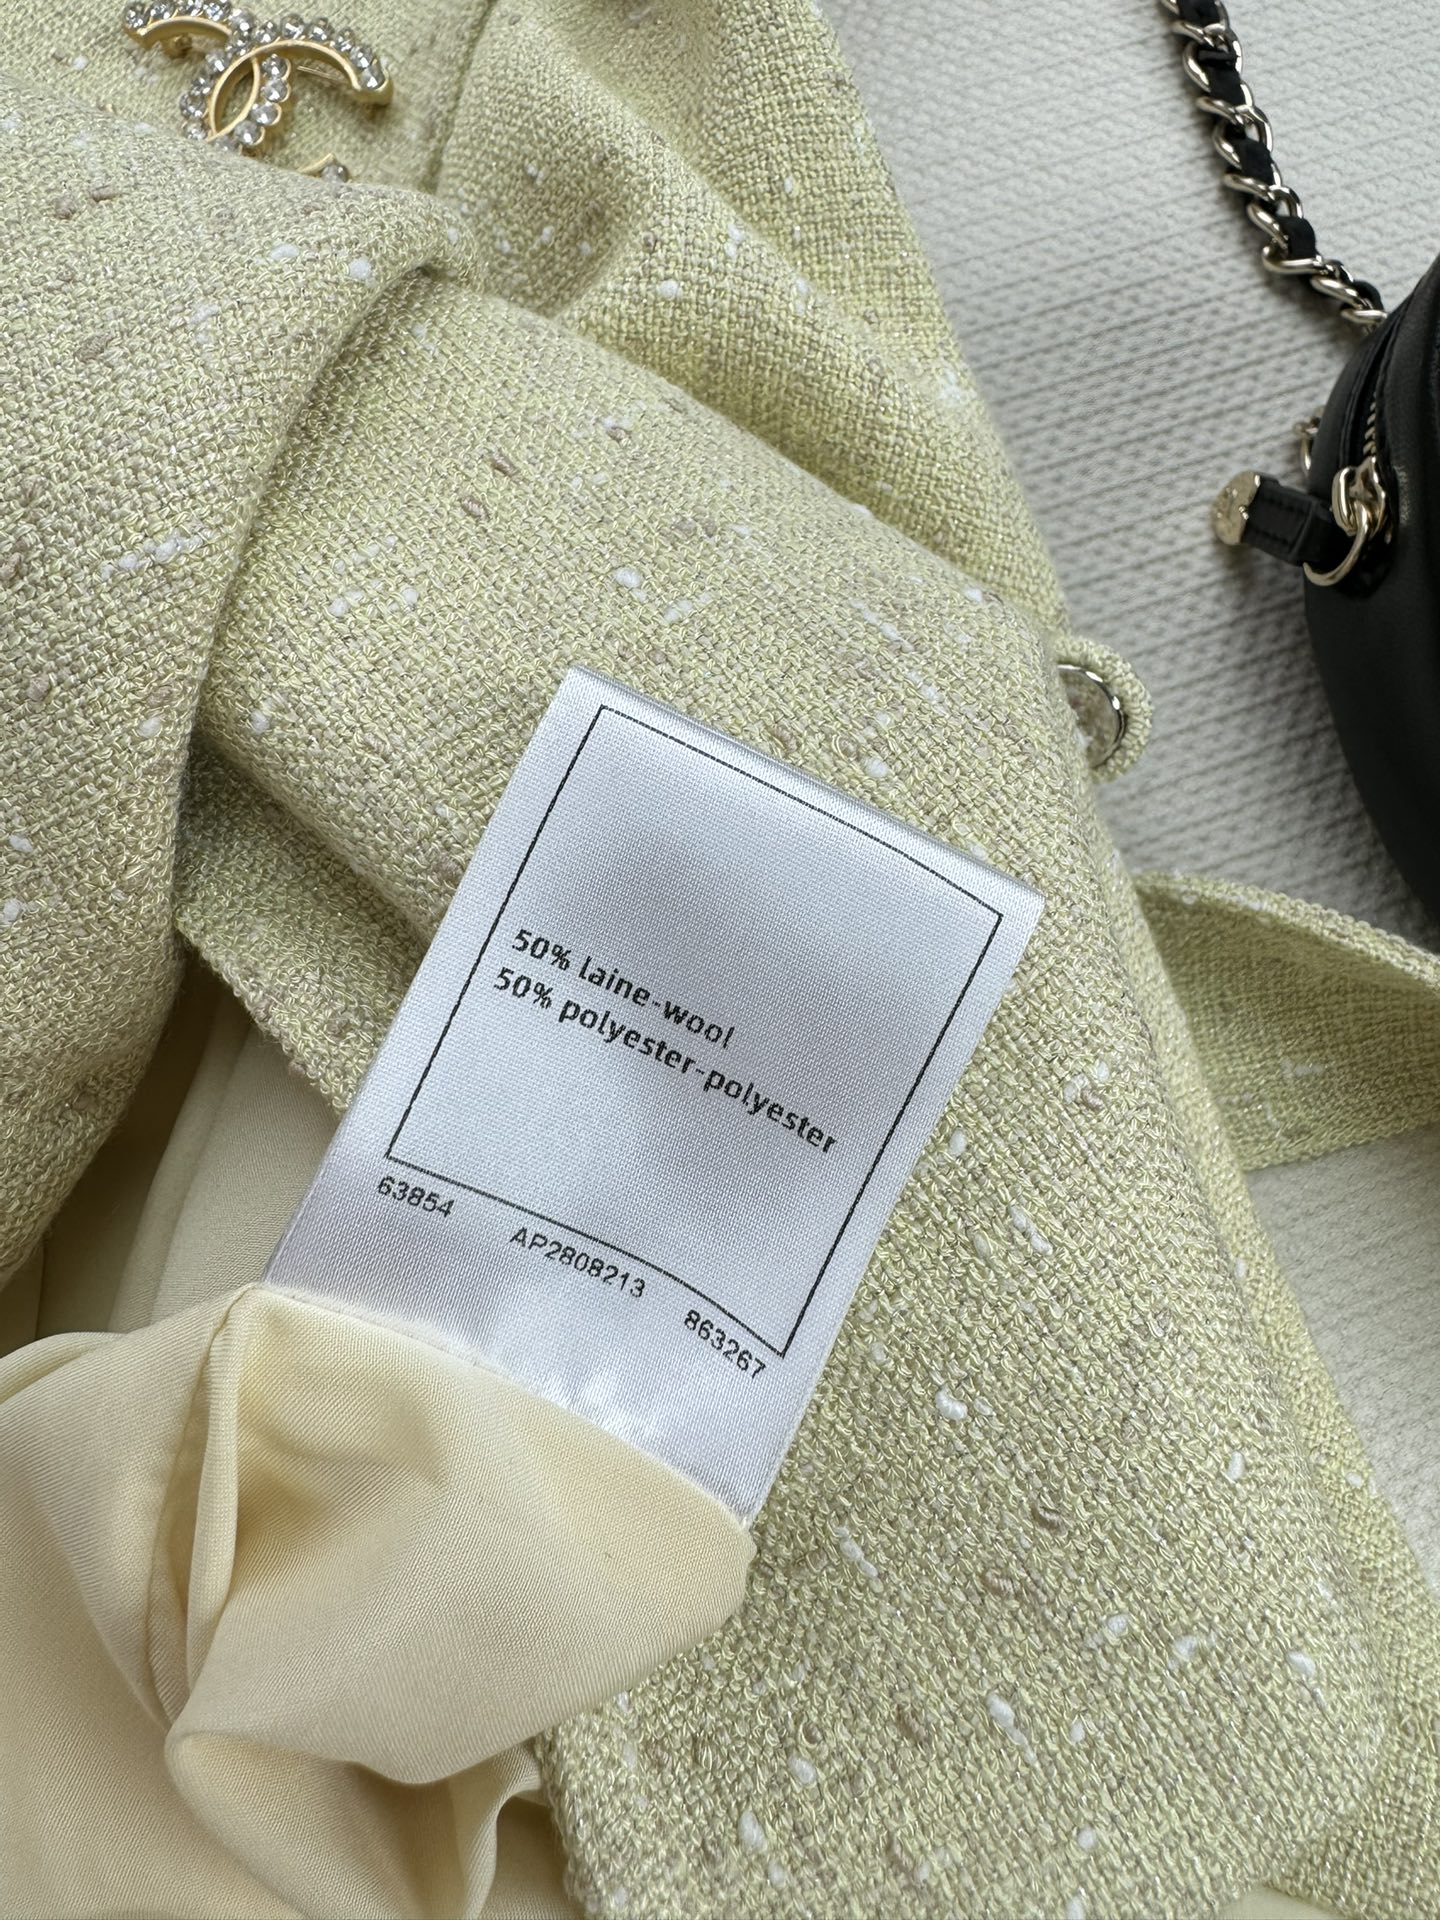 50% laine-wool
50% polyester-polyester
63854 AP2808213 863267